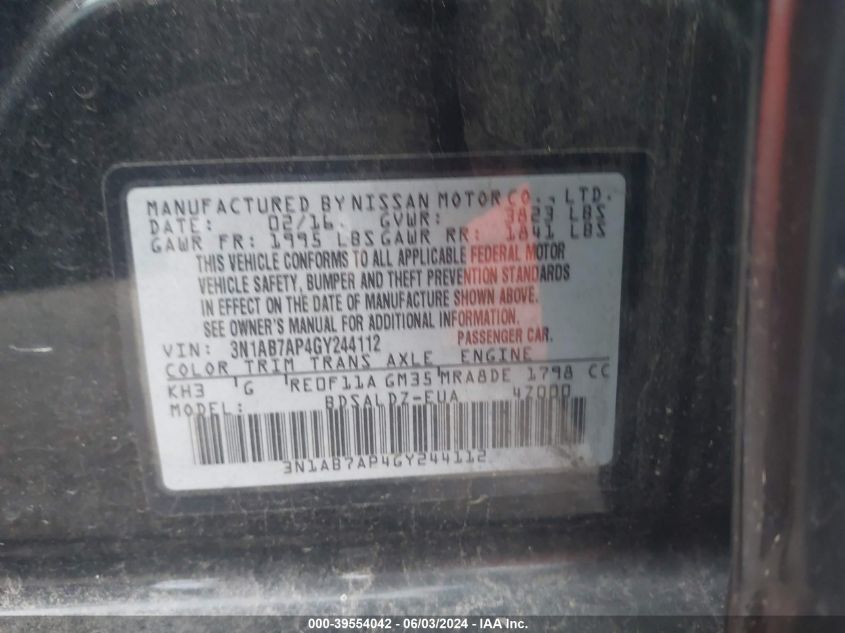 MANUFACTURED BY NISSAN MOTOR CO., LTD.
DATE: 02/16 GVWR: 3823 LBS
GAWR FR: 1995 LBS GAWR RR: 1841 LBS
THIS VEHICLE CONFORMS TO ALL APPLICABLE FEDERAL MOTOR
VEHICLE SAFETY, BUMPER AND THEFT PREVENTION STANDARDS
IN EFFECT ON THE DATE OF MANUFACTURE SHOWN ABOVE.
SEE OWNER'S MANUAL FOR ADDITIONAL INFORMATION.
VIN: 3N1AB7AP4GY244112 PASSENGER CAR.
COLOR TRIM TRANS AXLE ENGINE
KH3 G RE0F11A GM35 MRA8DE 1798 CC
MODEL: BDSALDZ-EUA 4Z000
3N1AB7AP4GY244112
000-39554042 - 06/03/2024 - IAA, Inc.